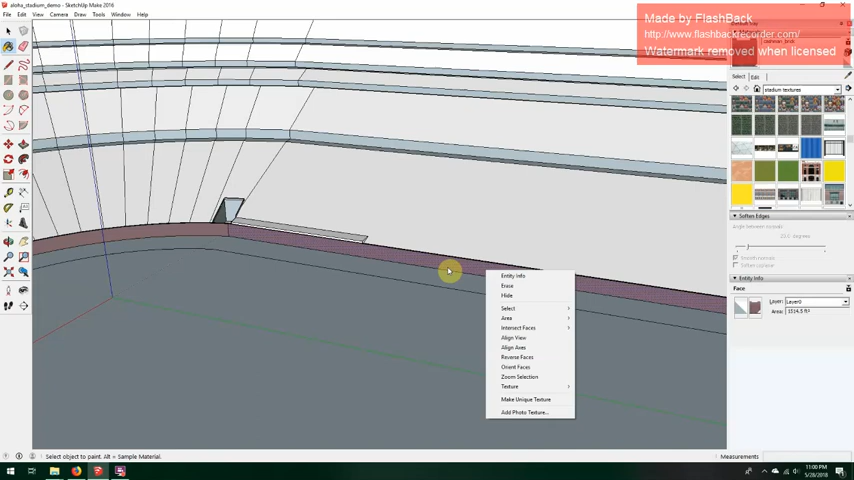 aloha_stadium_demo - SketchUp Make 2016
File Edit View Camera Draw Tools Window Help
Made by FlashBack
http://www.flashbackrecorder.com/
Watermark removed when licensed
Select Edit
stadium textures
Soften Edges
Angle between normals:
Smooth normals
Soften coplanar
Entity Info
Face
Layer: Layer0
Area: 1514.5 ft²
Entity Info
Erase
Hide
Select
Area
Intersect Faces
Align View
Align Axes
Reverse Faces
Orient Faces
Zoom Selection
Texture
Make Unique Texture
Add Photo Texture...
Select object to paint. Alt = Sample Material.
Measurements
11:00 PM
5/28/2018